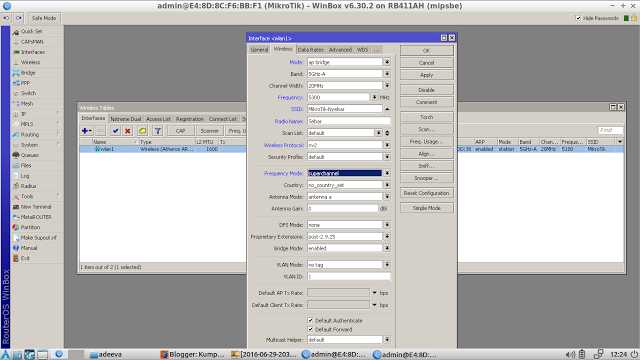 admin@E4:8D:8C:F6:BB:F1 (MikroTik) - WinBox v6.30.2 on RB411AH (mipsbe)
Safe Mode
Hide Passwords
Quick Set
CAPsMAN
Interfaces
Wireless
Bridge
PPP
Switch
Mesh
IP
MPLS
Routing
System
Queues
Files
Log
Radius
Tools
New Terminal
MetaROUTER
Partition
Make Supout.rif
Manual
Exit
RouterOS WinBox
Wireless Tables
Interfaces
Nstreme Dual
Access List
Registration
Connect List
CAP
Scanner
Freq. U
Find
Name
Type
L2 MTU
Tx
ARP
Mode
Band
Chann...
Frequ...
SSID
wlan1
Wireless (Atheros AR...
1600
enabled
station
5GHz-A
20MHz
MikroTik
1 item out of 2 (1 selected)
Interface <wlan1>
General
Wireless
Data Rates
Advanced
WDS
...
Mode: ap bridge
Band: 5GHz-A
Channel Width: 20MHz
Frequency: 5300 MHz
SSID:
Radio Name:
Scan List: default
Wireless Protocol: nv2
Security Profile: default
Frequency Mode: superchannel
Country: no_country_set
Antenna Mode: antenna a
Antenna Gain: 0 dBi
DFS Mode: none
Proprietary Extensions: post-2.9.25
Bridge Mode: enabled
VLAN Mode: no tag
VLAN ID: 1
Default AP Tx Rate: bps
Default Client Tx Rate: bps
Default Authenticate
Default Forward
Multicast Helper: default
OK
Cancel
Apply
Disable
Comment
Torch
Scan...
Freq. Usage...
Align...
Sniff...
Snooper...
Reset Configuration
Simple Mode
adeeva
Blogger: Kump...
[2016-06-29-203...
admin@E4:8D:...
admin@E4:8D:8...
12:24